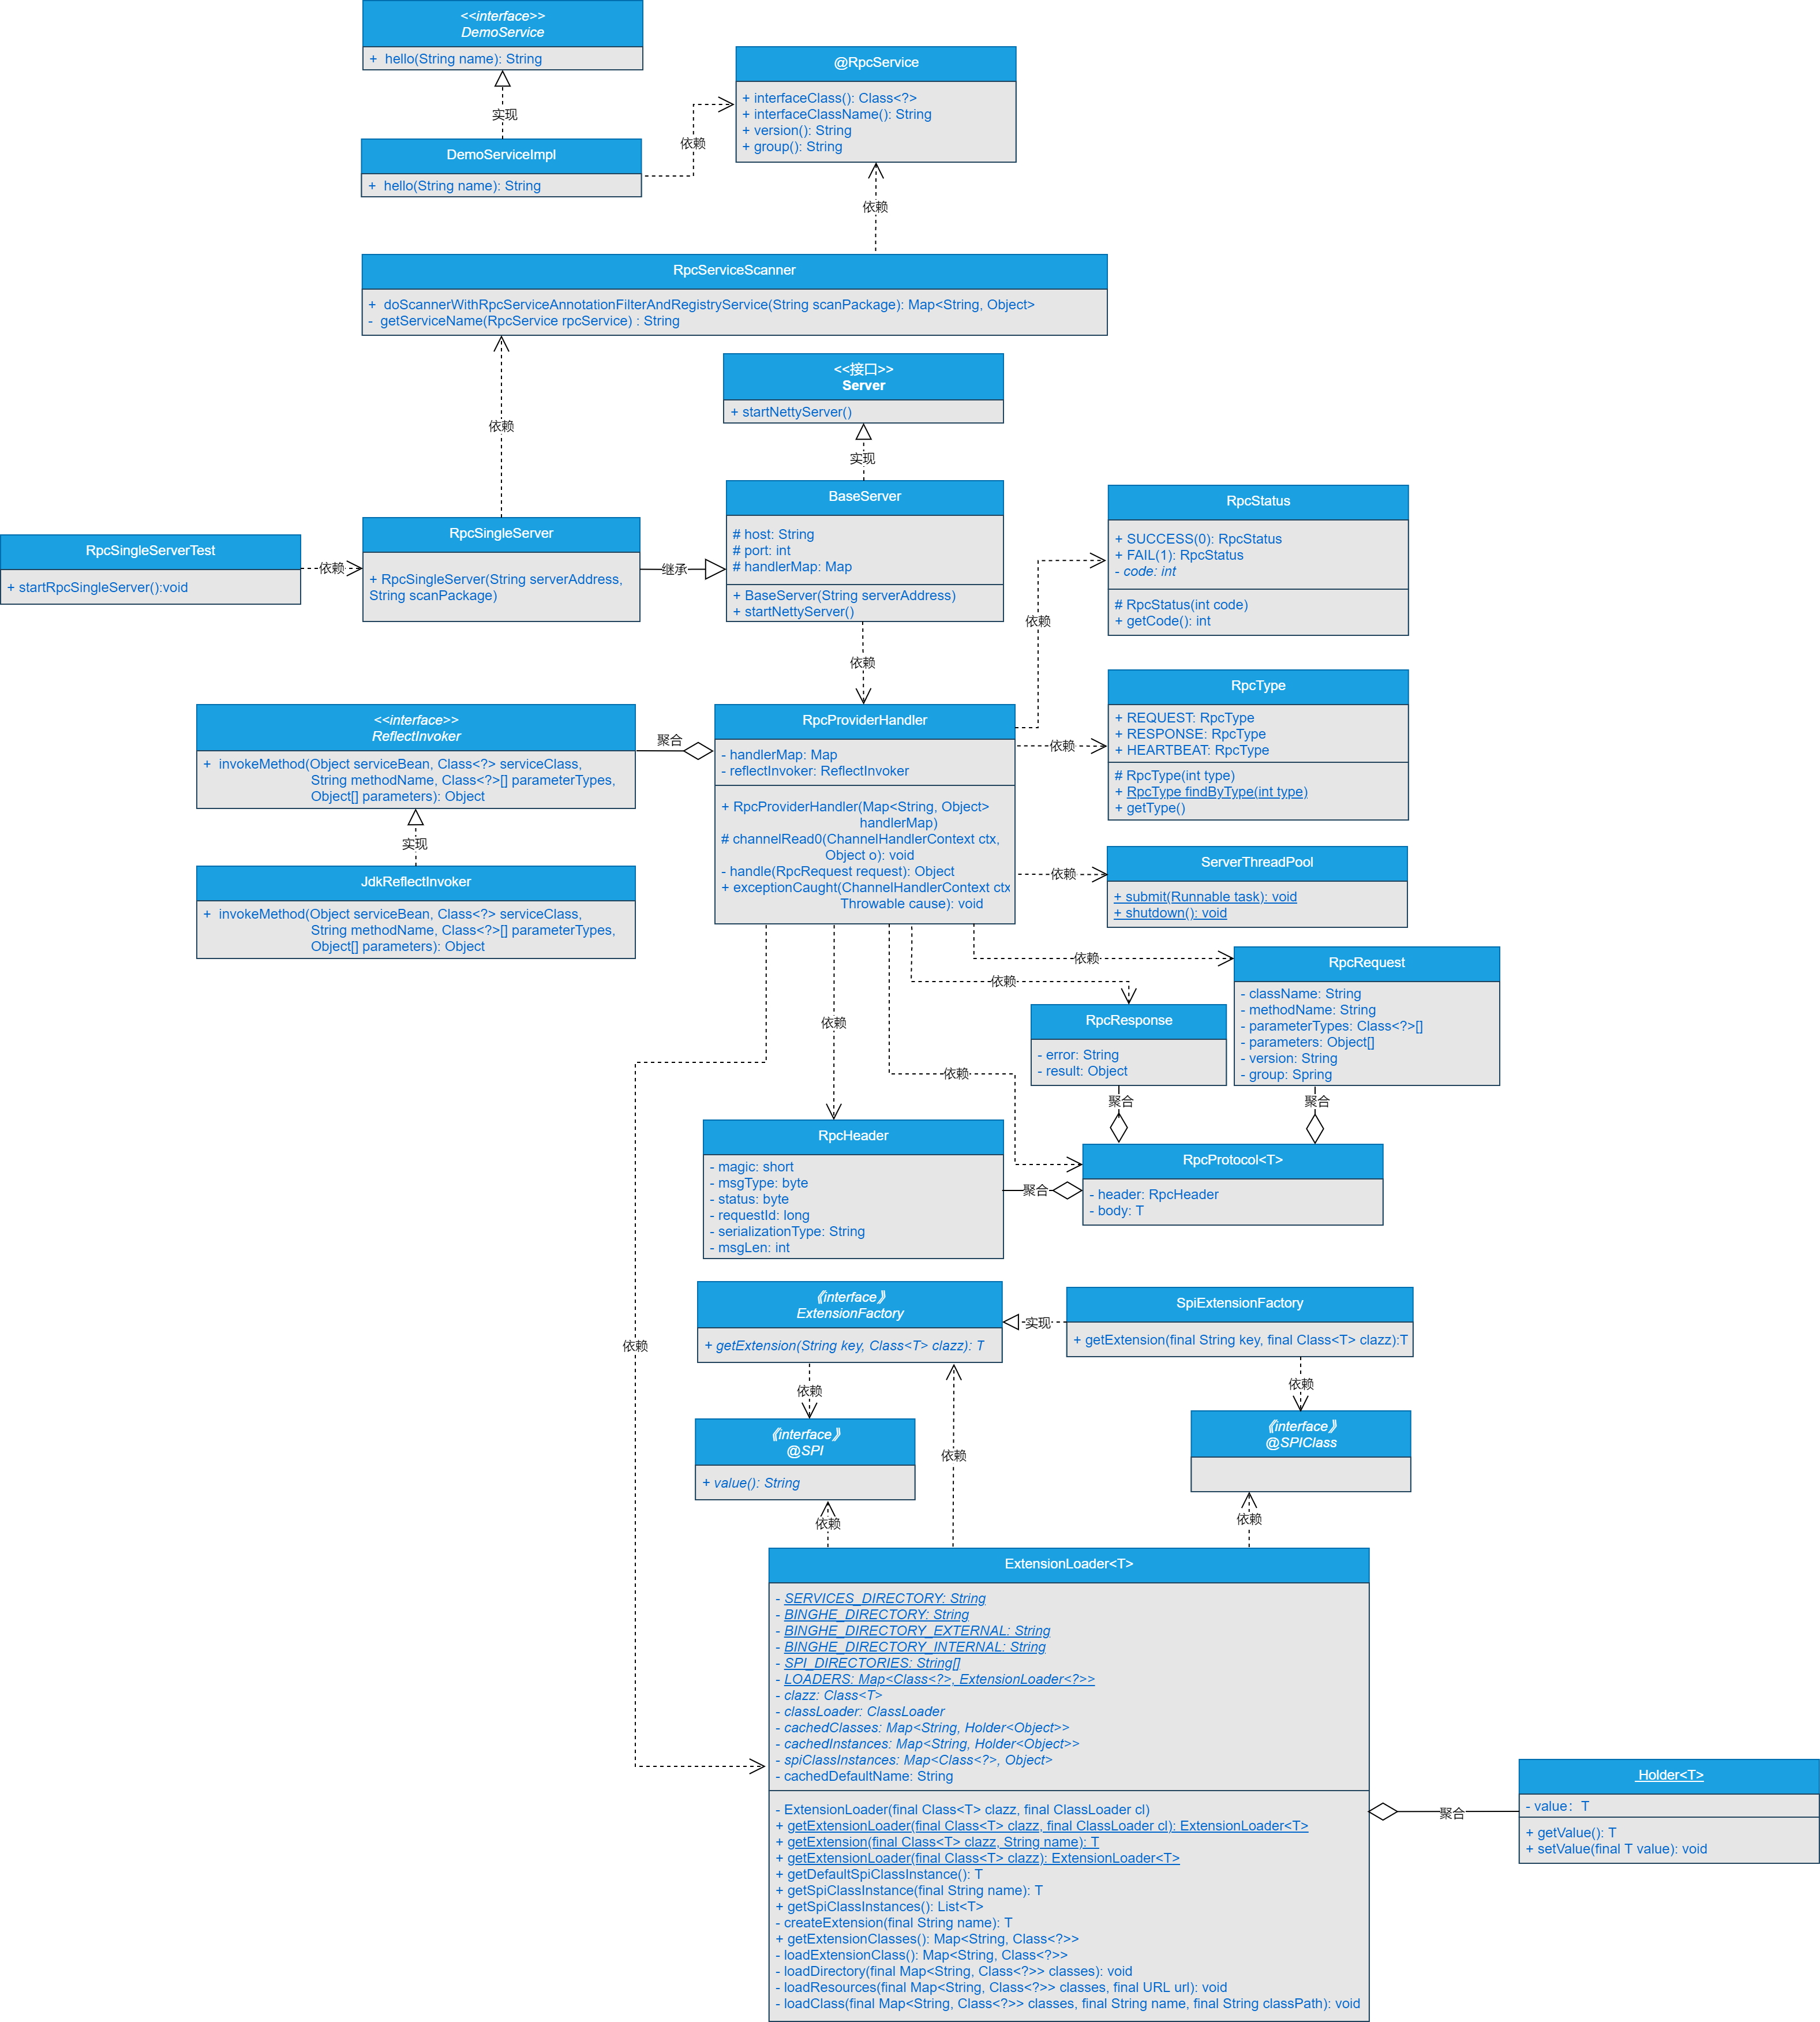 <<interface>>
DemoService
+ hello(String name): String
实现
DemoServiceImpl
+ hello(String name): String
依赖
@RpcService
+ interfaceClass(): Class<?>
+ interfaceClassName(): String
+ version(): String
+ group(): String
依赖
RpcServiceScanner
+ doScannerWithRpcServiceAnnotationFilterAndRegistryService(String scanPackage): Map<String, Object>
- getServiceName(RpcService rpcService) : String
依赖
<<接口>>
Server
+ startNettyServer()
实现
RpcSingleServerTest
+ startRpcSingleServer():void
依赖
RpcSingleServer
+ RpcSingleServer(String serverAddress,
String scanPackage)
继承
BaseServer
# host: String
# port: int
# handlerMap: Map
+ BaseServer(String serverAddress)
+ startNettyServer()
依赖
RpcStatus
+ SUCCESS(0): RpcStatus
+ FAIL(1): RpcStatus
- code: int
# RpcStatus(int code)
+ getCode(): int
依赖
RpcType
+ REQUEST: RpcType
+ RESPONSE: RpcType
+ HEARTBEAT: RpcType
# RpcType(int type)
+ RpcType findByType(int type)
+ getType()
依赖
<<interface>>
ReflectInvoker
+ invokeMethod(Object serviceBean, Class<?> serviceClass,
String methodName, Class<?>[] parameterTypes,
Object[] parameters): Object
聚合
实现
JdkReflectInvoker
+ invokeMethod(Object serviceBean, Class<?> serviceClass,
String methodName, Class<?>[] parameterTypes,
Object[] parameters): Object
RpcProviderHandler
- handlerMap: Map
- reflectInvoker: ReflectInvoker
+ RpcProviderHandler(Map<String, Object>
handlerMap)
# channelRead0(ChannelHandlerContext ctx,
Object o): void
- handle(RpcRequest request): Object
+ exceptionCaught(ChannelHandlerContext ctx
Throwable cause): void
依赖
ServerThreadPool
+ submit(Runnable task): void
+ shutdown(): void
依赖
RpcRequest
- className: String
- methodName: String
- parameterTypes: Class<?>[]
- parameters: Object[]
- version: String
- group: Spring
依赖
RpcResponse
- error: String
- result: Object
依赖
依赖
聚合
聚合
RpcHeader
- magic: short
- msgType: byte
- status: byte
- requestId: long
- serializationType: String
- msgLen: int
聚合
RpcProtocol<T>
- header: RpcHeader
- body: T
依赖
《interface》
ExtensionFactory
+ getExtension(String key, Class<T> clazz): T
实现
SpiExtensionFactory
+ getExtension(final String key, final Class<T> clazz):T
依赖
依赖
《interface》
@SPI
+ value(): String
依赖
《interface》
@SPIClass
依赖
依赖
ExtensionLoader<T>
- SERVICES_DIRECTORY: String
- BINGHE_DIRECTORY: String
- BINGHE_DIRECTORY_EXTERNAL: String
- BINGHE_DIRECTORY_INTERNAL: String
- SPI_DIRECTORIES: String[]
- LOADERS: Map<Class<?>, ExtensionLoader<?>>
- clazz: Class<T>
- classLoader: ClassLoader
- cachedClasses: Map<String, Holder<Object>>
- cachedInstances: Map<String, Holder<Object>>
- spiClassInstances: Map<Class<?>, Object>
- cachedDefaultName: String
- ExtensionLoader(final Class<T> clazz, final ClassLoader cl)
+ getExtensionLoader(final Class<T> clazz, final ClassLoader cl): ExtensionLoader<T>
+ getExtension(final Class<T> clazz, String name): T
+ getExtensionLoader(final Class<T> clazz): ExtensionLoader<T>
+ getDefaultSpiClassInstance(): T
+ getSpiClassInstance(final String name): T
+ getSpiClassInstances(): List<T>
- createExtension(final String name): T
+ getExtensionClasses(): Map<String, Class<?>>
- loadExtensionClass(): Map<String, Class<?>>
- loadDirectory(final Map<String, Class<?>> classes): void
- loadResources(final Map<String, Class<?>> classes, final URL url): void
- loadClass(final Map<String, Class<?>> classes, final String name, final String classPath): void
聚合
Holder<T>
- value： T
+ getValue(): T
+ setValue(final T value): void